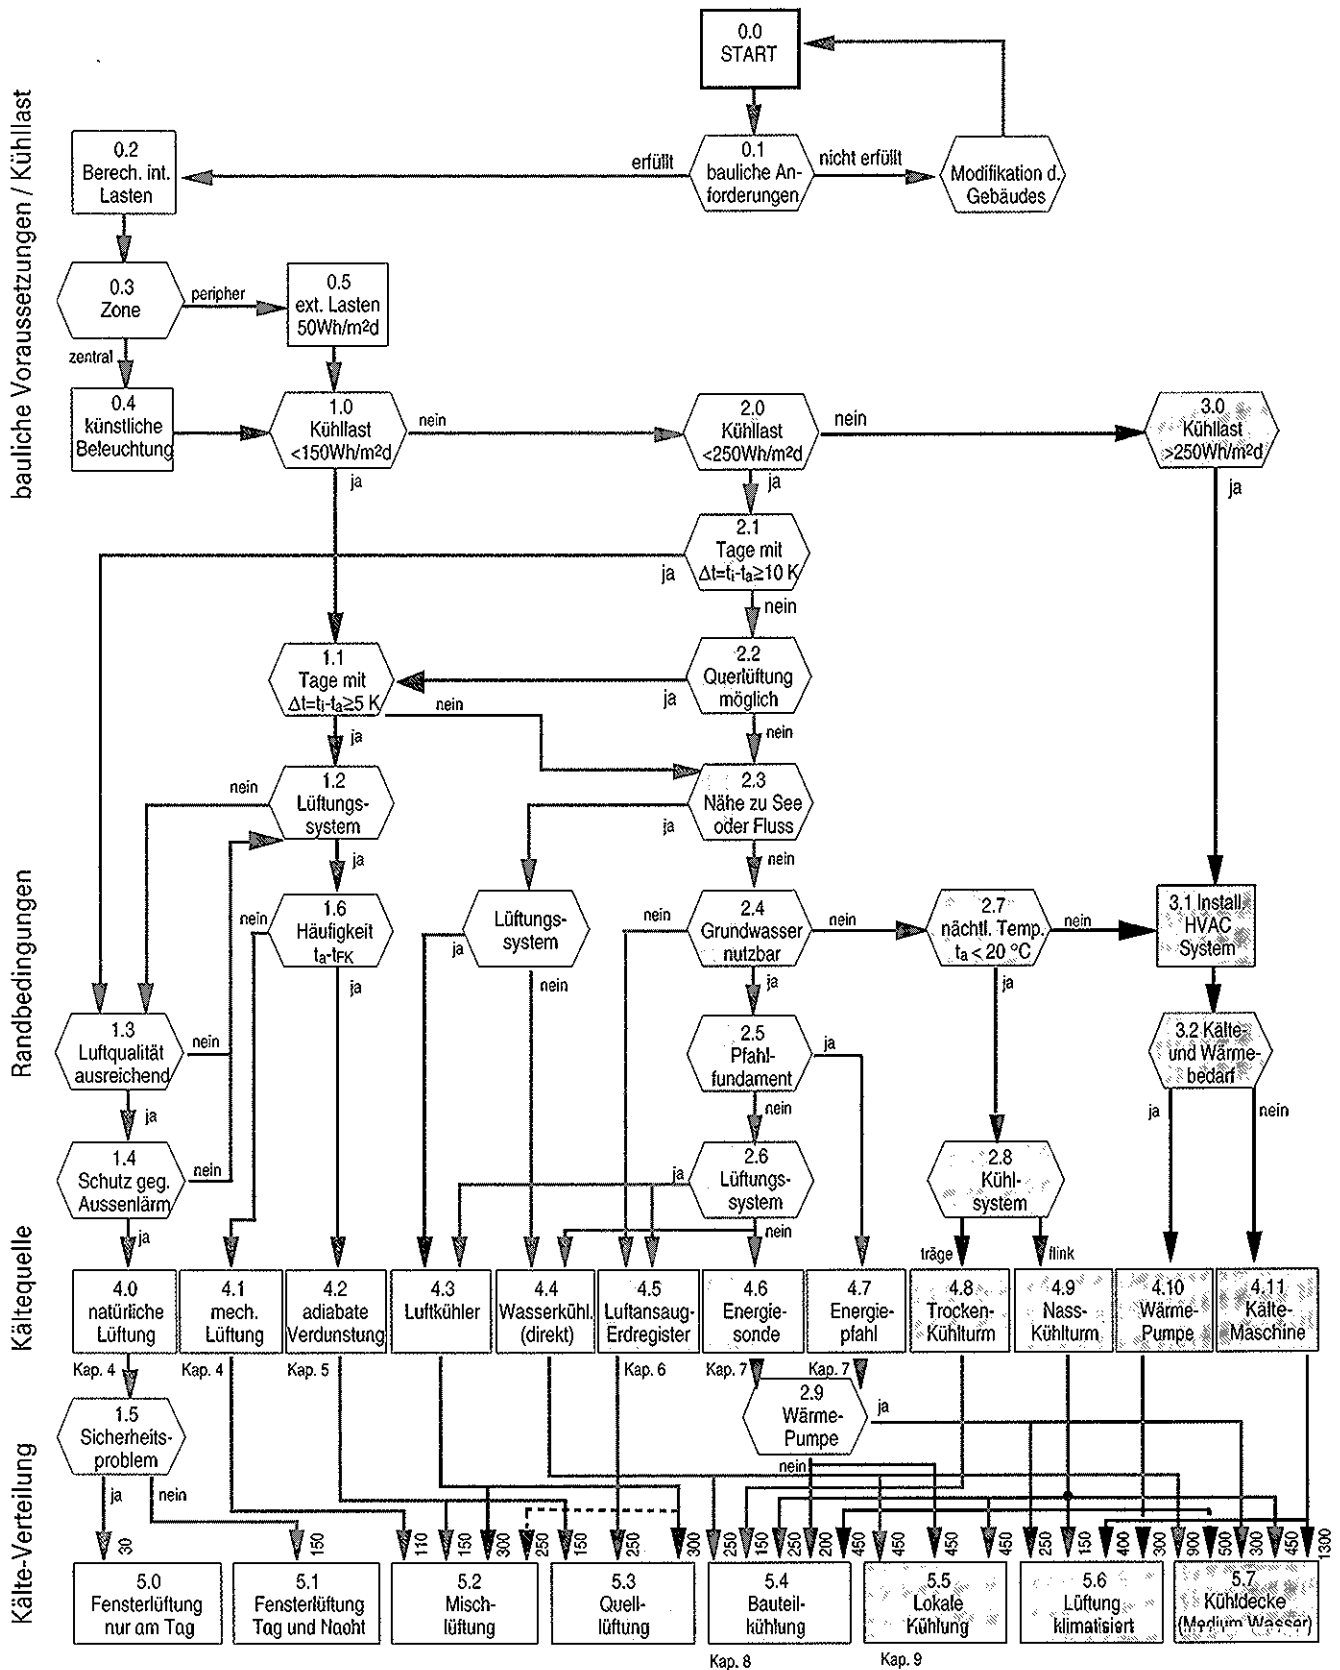 bauliche Voraussetzungen / Kühllast
Randbedingungen
Kältequelle
Kälte-Verteilung
0.0
START
0.1
bauliche An-
forderungen
erfüllt
nicht erfüllt
Modifikation d.
Gebäudes
0.2
Berech. int.
Lasten
0.3
Zone
peripher
zentral
0.5
ext. Lasten
50Wh/m²d
0.4
künstliche
Beleuchtung
1.0
Kühllast
<150Wh/m²d
nein
ja
2.0
Kühllast
<250Wh/m²d
nein
ja
3.0
Kühllast
>250Wh/m²d
ja
2.1
Tage mit
Δt=ti-ta≥10 K
ja
nein
1.1
Tage mit
Δt=ti-ta≥5 K
nein
ja
2.2
Querlüftung
möglich
ja
nein
1.2
Lüftungs-
system
nein
ja
2.3
Nähe zu See
oder Fluss
ja
nein
1.6
Häufigkeit
ta-tFK
nein
ja
Lüftungs-
system
ja
nein
2.4
Grundwasser
nutzbar
nein
nein
ja
2.7
nächtl. Temp.
ta < 20 °C
nein
ja
3.1 Install.
HVAC
System
1.3
Luftqualität
ausreichend
nein
ja
2.5
Pfahl-
fundament
ja
nein
3.2 Kälte-
und Wärme-
bedarf
ja
nein
1.4
Schutz geg.
Aussenlärm
nein
ja
2.6
Lüftungs-
system
ja
nein
2.8
Kühl-
system
träge
flink
4.0
natürliche
Lüftung
4.1
mech.
Lüftung
4.2
adiabate
Verdunstung
4.3
Luftkühler
4.4
Wasserkühl.
(direkt)
4.5
Luftansaug-
Erdregister
4.6
Energie-
sonde
4.7
Energie-
pfahl
4.8
Trocken-
Kühlturm
4.9
Nass-
Kühlturm
4.10
Wärme-
Pumpe
4.11
Kälte-
Maschine
Kap. 4
Kap. 4
Kap. 5
Kap. 6
Kap. 7
Kap. 7
1.5
Sicherheits-
problem
ja
nein
2.9
Wärme-
Pumpe
ja
nein
30
150
110
150
300
250
150
250
300
250
150
250
200
450
450
450
450
250
150
400
300
900
500
300
450
1300
5.0
Fensterlüftung
nur am Tag
5.1
Fensterlüftung
Tag und Nacht
5.2
Misch-
lüftung
5.3
Quell-
lüftung
5.4
Bauteil-
kühlung
5.5
Lokale
Kühlung
5.6
Lüftung
klimatisiert
5.7
Kühldecke
(Medium Wasser)
Kap. 8
Kap. 9